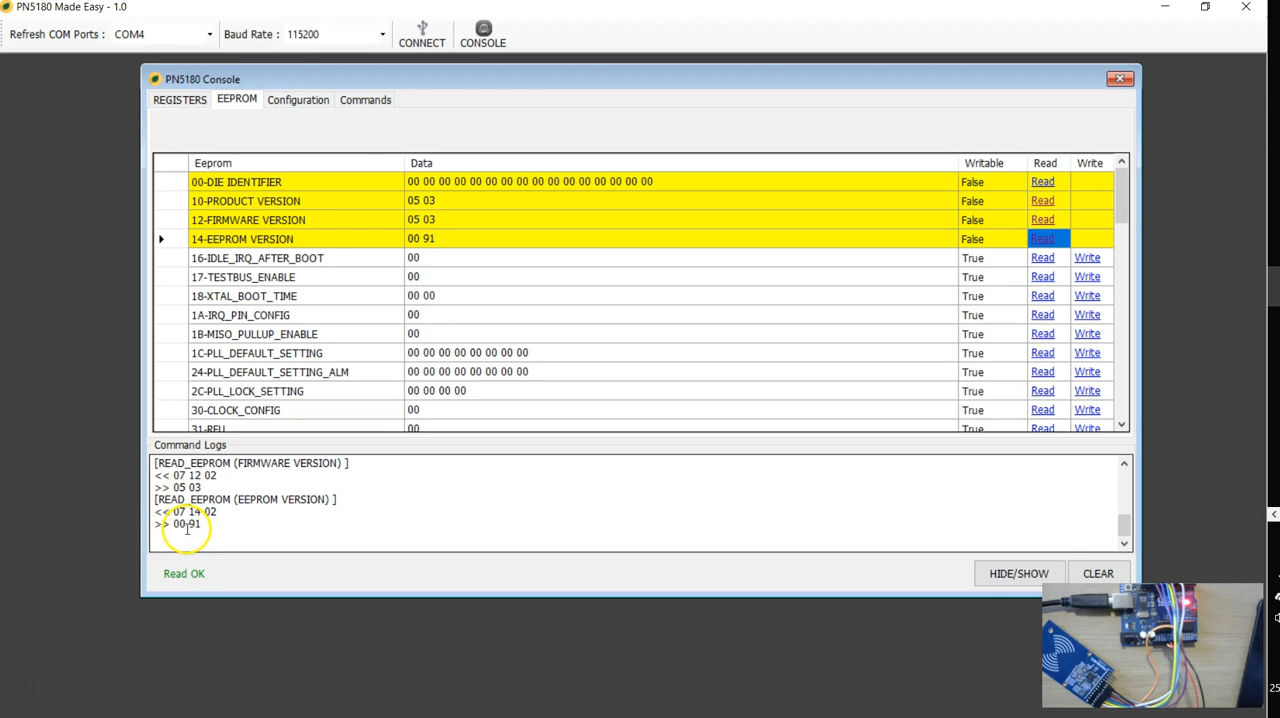 PN5180 Made Easy - 1.0
Refresh COM Ports : COM4 Baud Rate : 115200 CONNECT CONSOLE
PN5180 Console
REGISTERS EEPROM Configuration Commands
Eeprom Data Writable Read Write
00-DIE IDENTIFIER 00 00 00 00 00 00 00 00 00 00 00 00 00 00 00 00 False Read
10-PRODUCT VERSION 05 03 False Read
12-FIRMWARE VERSION 05 03 False Read
14-EEPROM VERSION 00 91 False Read
16-IDLE_IRQ_AFTER_BOOT 00 True Read Write
17-TESTBUS_ENABLE 00 True Read Write
18-XTAL_BOOT_TIME 00 00 True Read Write
1A-IRQ_PIN_CONFIG 00 True Read Write
1B-MISO_PULLUP_ENABLE 00 True Read Write
1C-PLL_DEFAULT_SETTING 00 00 00 00 00 00 00 00 True Read Write
24-PLL_DEFAULT_SETTING_ALM 00 00 00 00 00 00 00 00 True Read Write
2C-PLL_LOCK_SETTING 00 00 00 00 True Read Write
30-CLOCK_CONFIG 00 True Read Write
31-RFU 00 True Read Write
Command Logs
[READ_EEPROM (FIRMWARE VERSION) ]
<< 07 12 02
>> 05 03
[READ_EEPROM (EEPROM VERSION) ]
<< 07 14 02
>> 00 91
Read OK HIDE/SHOW CLEAR
25